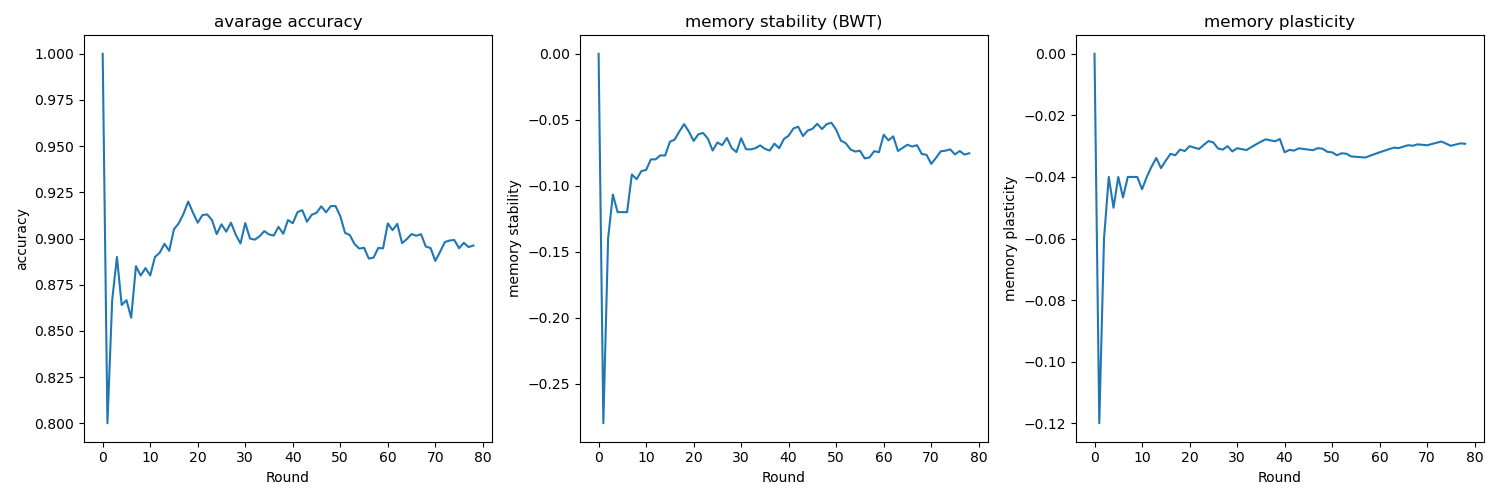 avarage accuracy
1.000
0.975
0.950
0.925
0.900
0.875
0.850
0.825
0.800
accuracy
0 10 20 30 40 50 60 70 80
Round
memory stability (BWT)
0.00
−0.05
−0.10
−0.15
−0.20
−0.25
memory stability
0 10 20 30 40 50 60 70 80
Round
memory plasticity
0.00
−0.02
−0.04
−0.06
−0.08
−0.10
−0.12
memory plasticity
0 10 20 30 40 50 60 70 80
Round